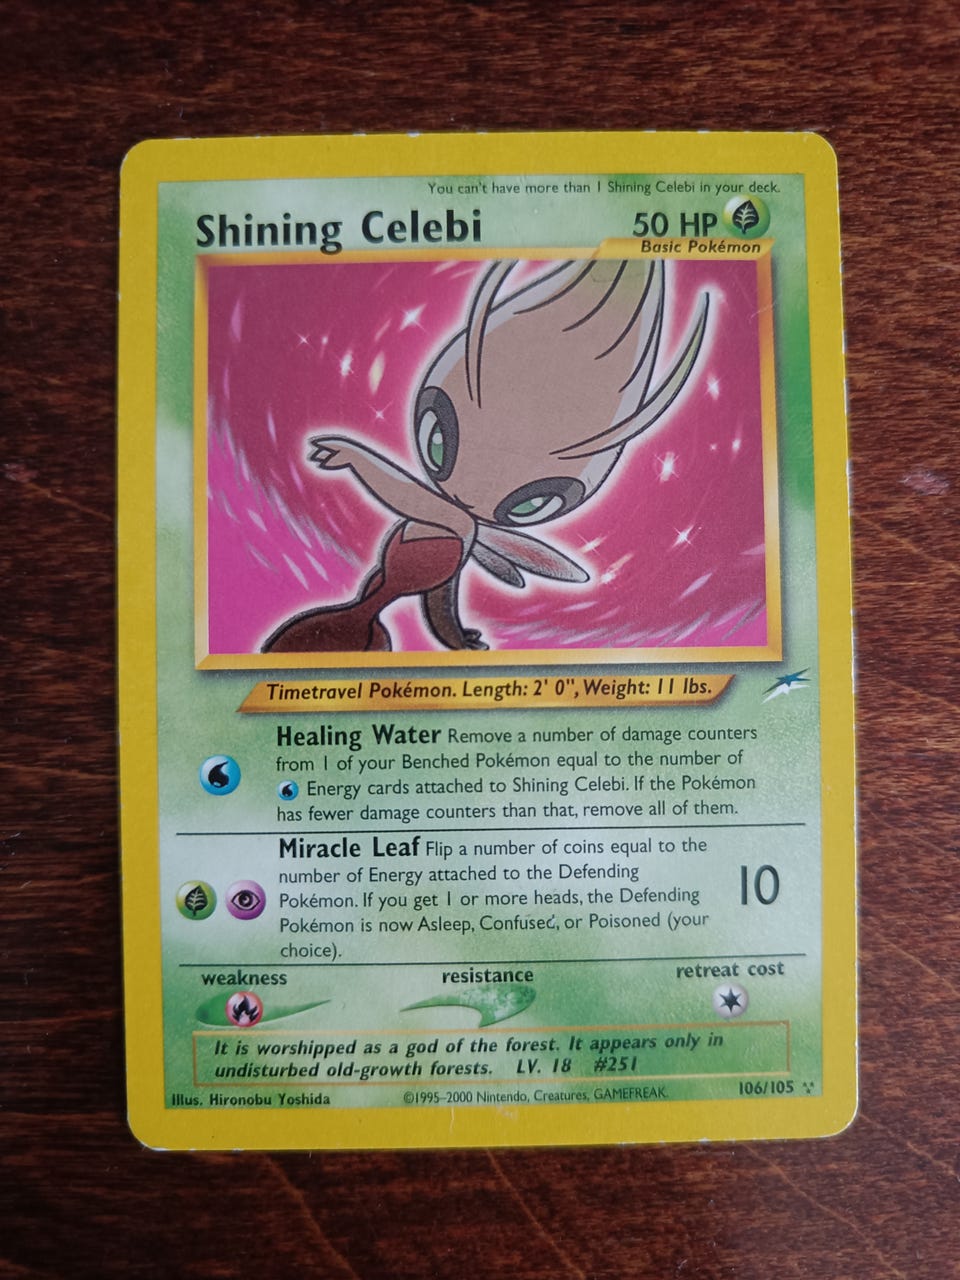 You can't have more than 1 Shining Celebi in your deck.
Shining Celebi 50 HP
Basic Pokémon
Timetravel Pokémon. Length: 2' 0", Weight: 11 lbs.
Healing Water Remove a number of damage counters
from 1 of your Benched Pokémon equal to the number of
Energy cards attached to Shining Celebi. If the Pokémon
has fewer damage counters than that, remove all of them.
Miracle Leaf Flip a number of coins equal to the
number of Energy attached to the Defending
Pokémon. If you get 1 or more heads, the Defending
Pokémon is now Asleep, Confused, or Poisoned (your
choice).
10
weakness resistance retreat cost
It is worshipped as a god of the forest. It appears only in
undisturbed old-growth forests. LV. 18 #251
Illus. Hironobu Yoshida ©1995–2000 Nintendo, Creatures, GAMEFREAK. 106/105